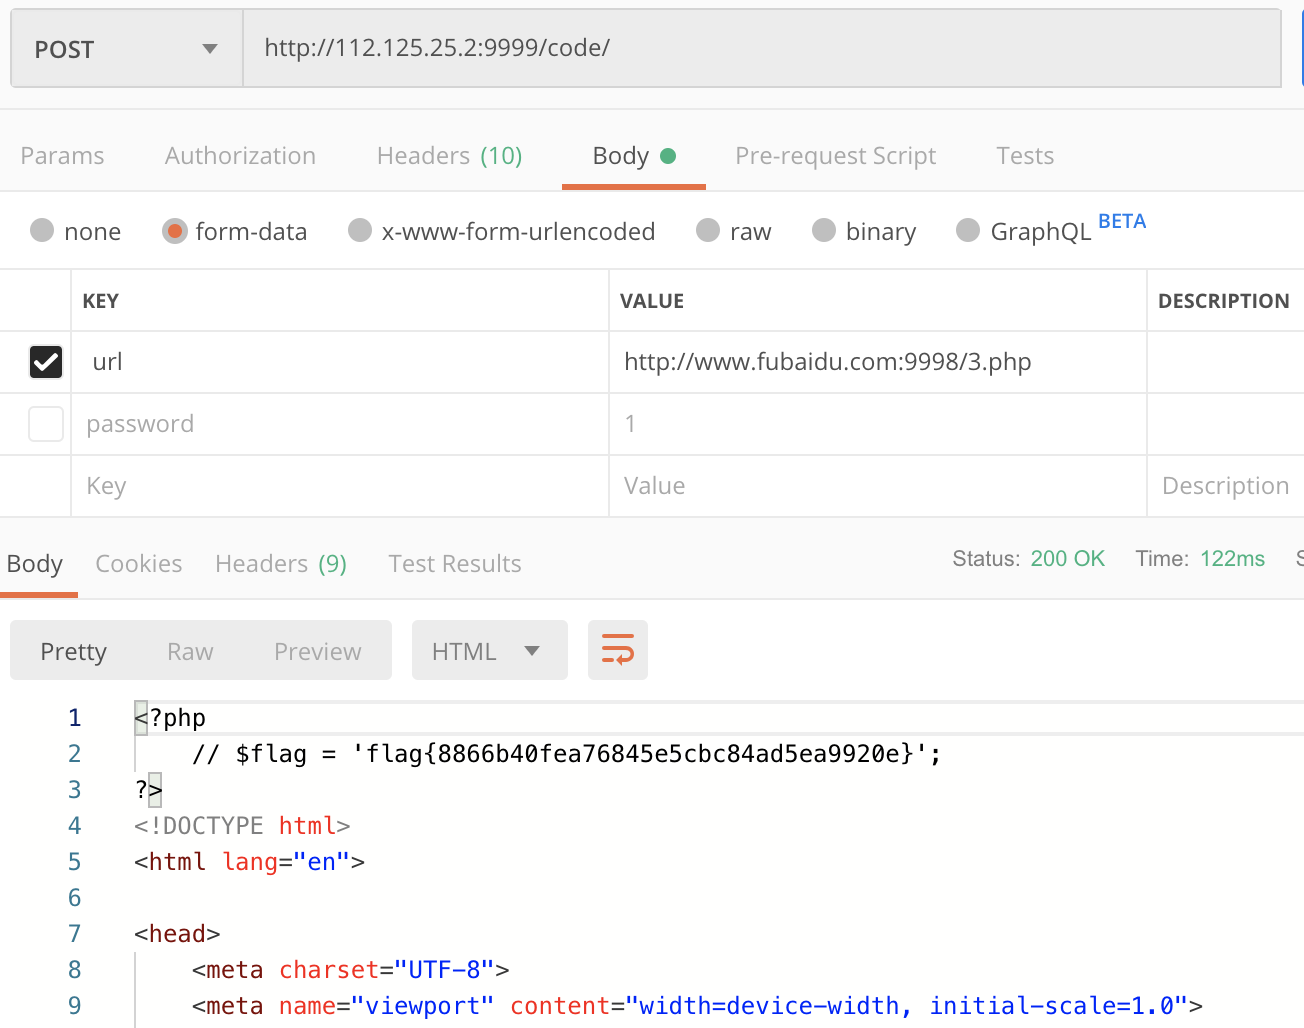 POST http://112.125.25.2:9999/code/
Params Authorization Headers (10) Body Pre-request Script Tests
none form-data x-www-form-urlencoded raw binary GraphQL BETA
KEY VALUE DESCRIPTION
url http://www.fubaidu.com:9998/3.php
password 1
Key Value Description
Body Cookies Headers (9) Test Results Status: 200 OK Time: 122ms S
Pretty Raw Preview HTML
1 <?php
2 // $flag = 'flag{8866b40fea76845e5cbc84ad5ea9920e}';
3 ?>
4 <!DOCTYPE html>
5 <html lang="en">
6
7 <head>
8 <meta charset="UTF-8">
9 <meta name="viewport" content="width=device-width, initial-scale=1.0">